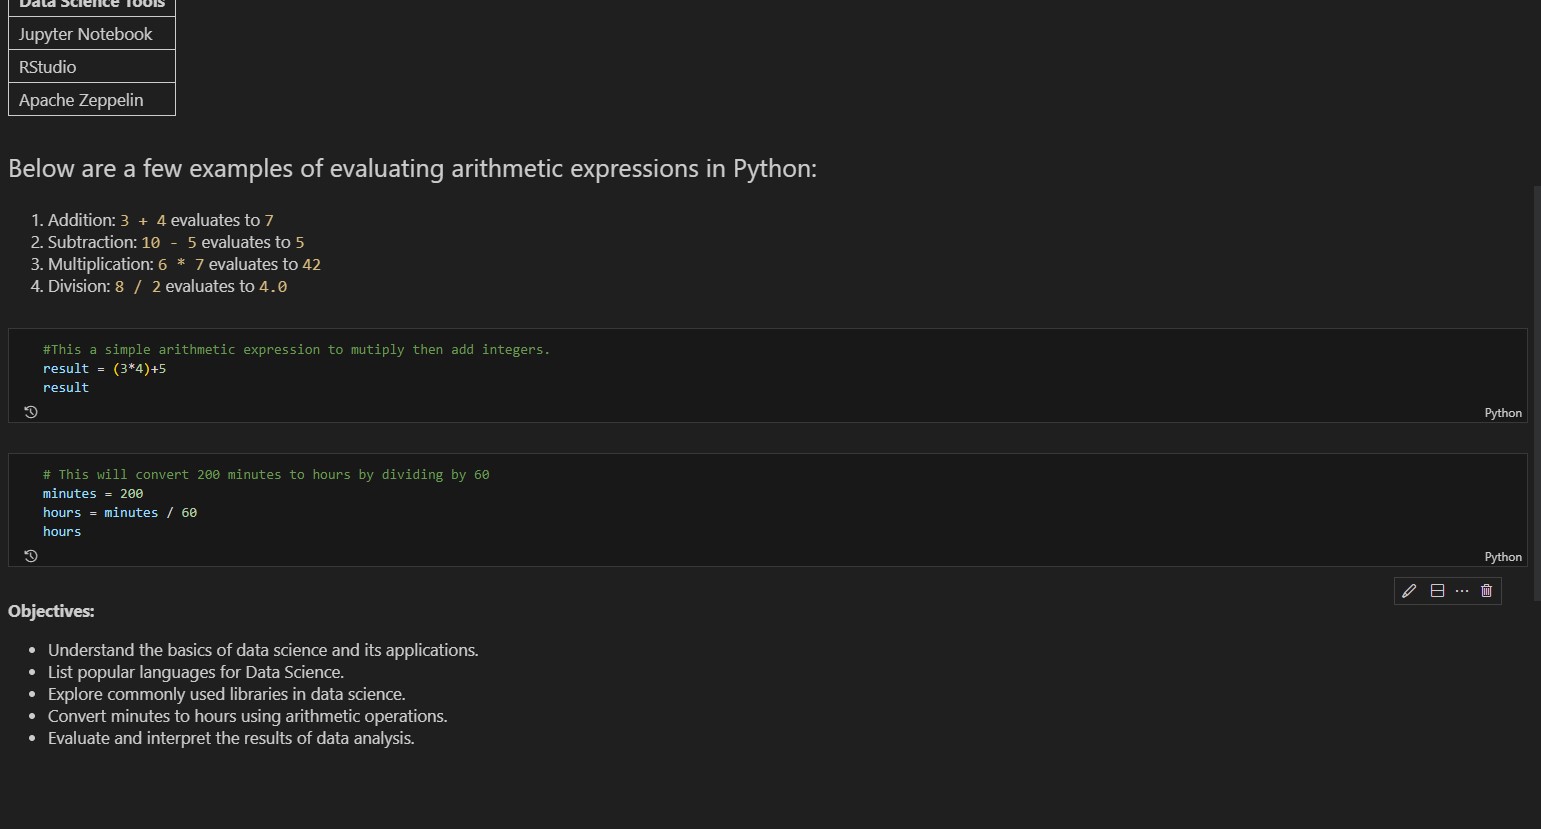 Data Science Tools
Jupyter Notebook
RStudio
Apache Zeppelin
Below are a few examples of evaluating arithmetic expressions in Python:
1. Addition: 3 + 4 evaluates to 7
2. Subtraction: 10 - 5 evaluates to 5
3. Multiplication: 6 * 7 evaluates to 42
4. Division: 8 / 2 evaluates to 4.0
#This a simple arithmetic expression to mutiply then add integers.
result = (3*4)+5
result
Python
# This will convert 200 minutes to hours by dividing by 60
minutes = 200
hours = minutes / 60
hours
Python
Objectives:
• Understand the basics of data science and its applications.
• List popular languages for Data Science.
• Explore commonly used libraries in data science.
• Convert minutes to hours using arithmetic operations.
• Evaluate and interpret the results of data analysis.